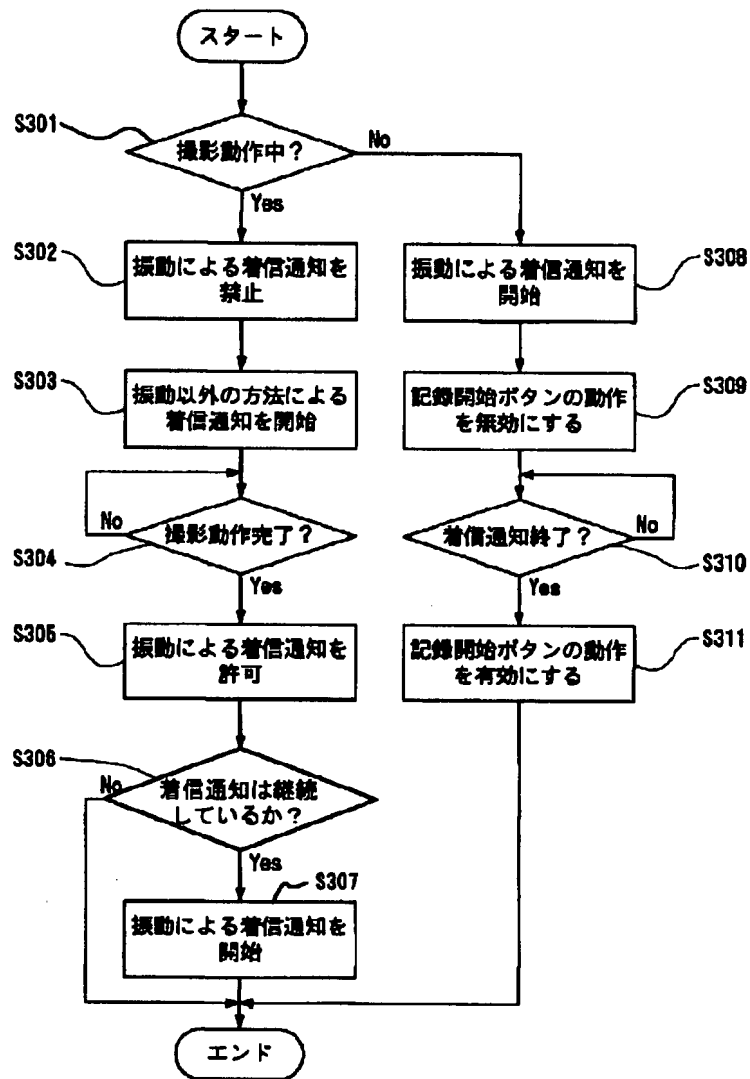 スタート
S301
撮影動作中？
No
Yes
S302
振動による着信通知を
禁止
S303
振動以外の方法による
着信通知を開始
No
S304
撮影動作完了？
Yes
S305
振動による着信通知を
許可
S306
No
着信通知は継続
しているか？
Yes
S307
振動による着信通知を
開始
S308
振動による着信通知を
開始
S309
記録開始ボタンの動作
を無効にする
着信通知終了？
No
S310
Yes
S311
記録開始ボタンの動作
を有効にする
エンド